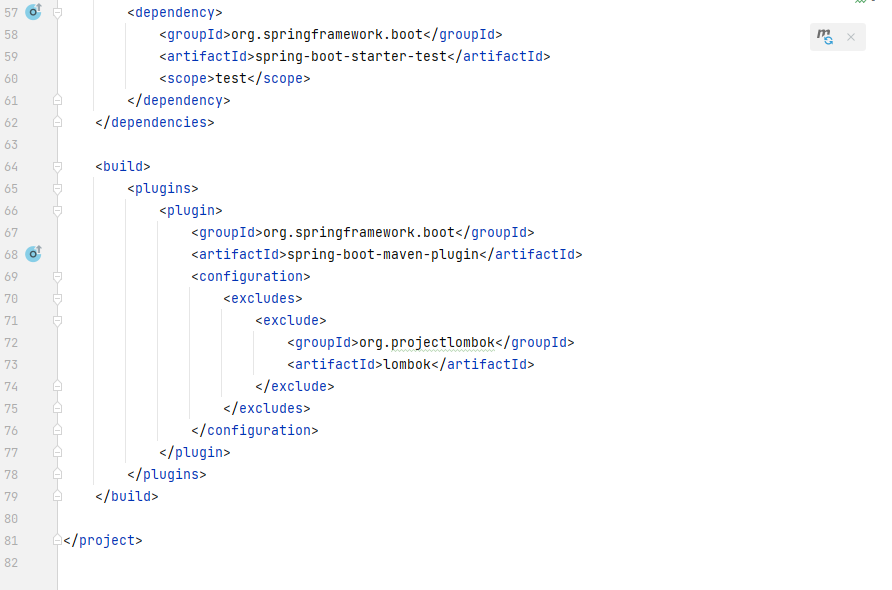 57 <dependency>
58 <groupId>org.springframework.boot</groupId>
59 <artifactId>spring-boot-starter-test</artifactId>
60 <scope>test</scope>
61 </dependency>
62 </dependencies>
63
64 <build>
65 <plugins>
66 <plugin>
67 <groupId>org.springframework.boot</groupId>
68 <artifactId>spring-boot-maven-plugin</artifactId>
69 <configuration>
70 <excludes>
71 <exclude>
72 <groupId>org.projectlombok</groupId>
73 <artifactId>lombok</artifactId>
74 </exclude>
75 </excludes>
76 </configuration>
77 </plugin>
78 </plugins>
79 </build>
80
81 </project>
82